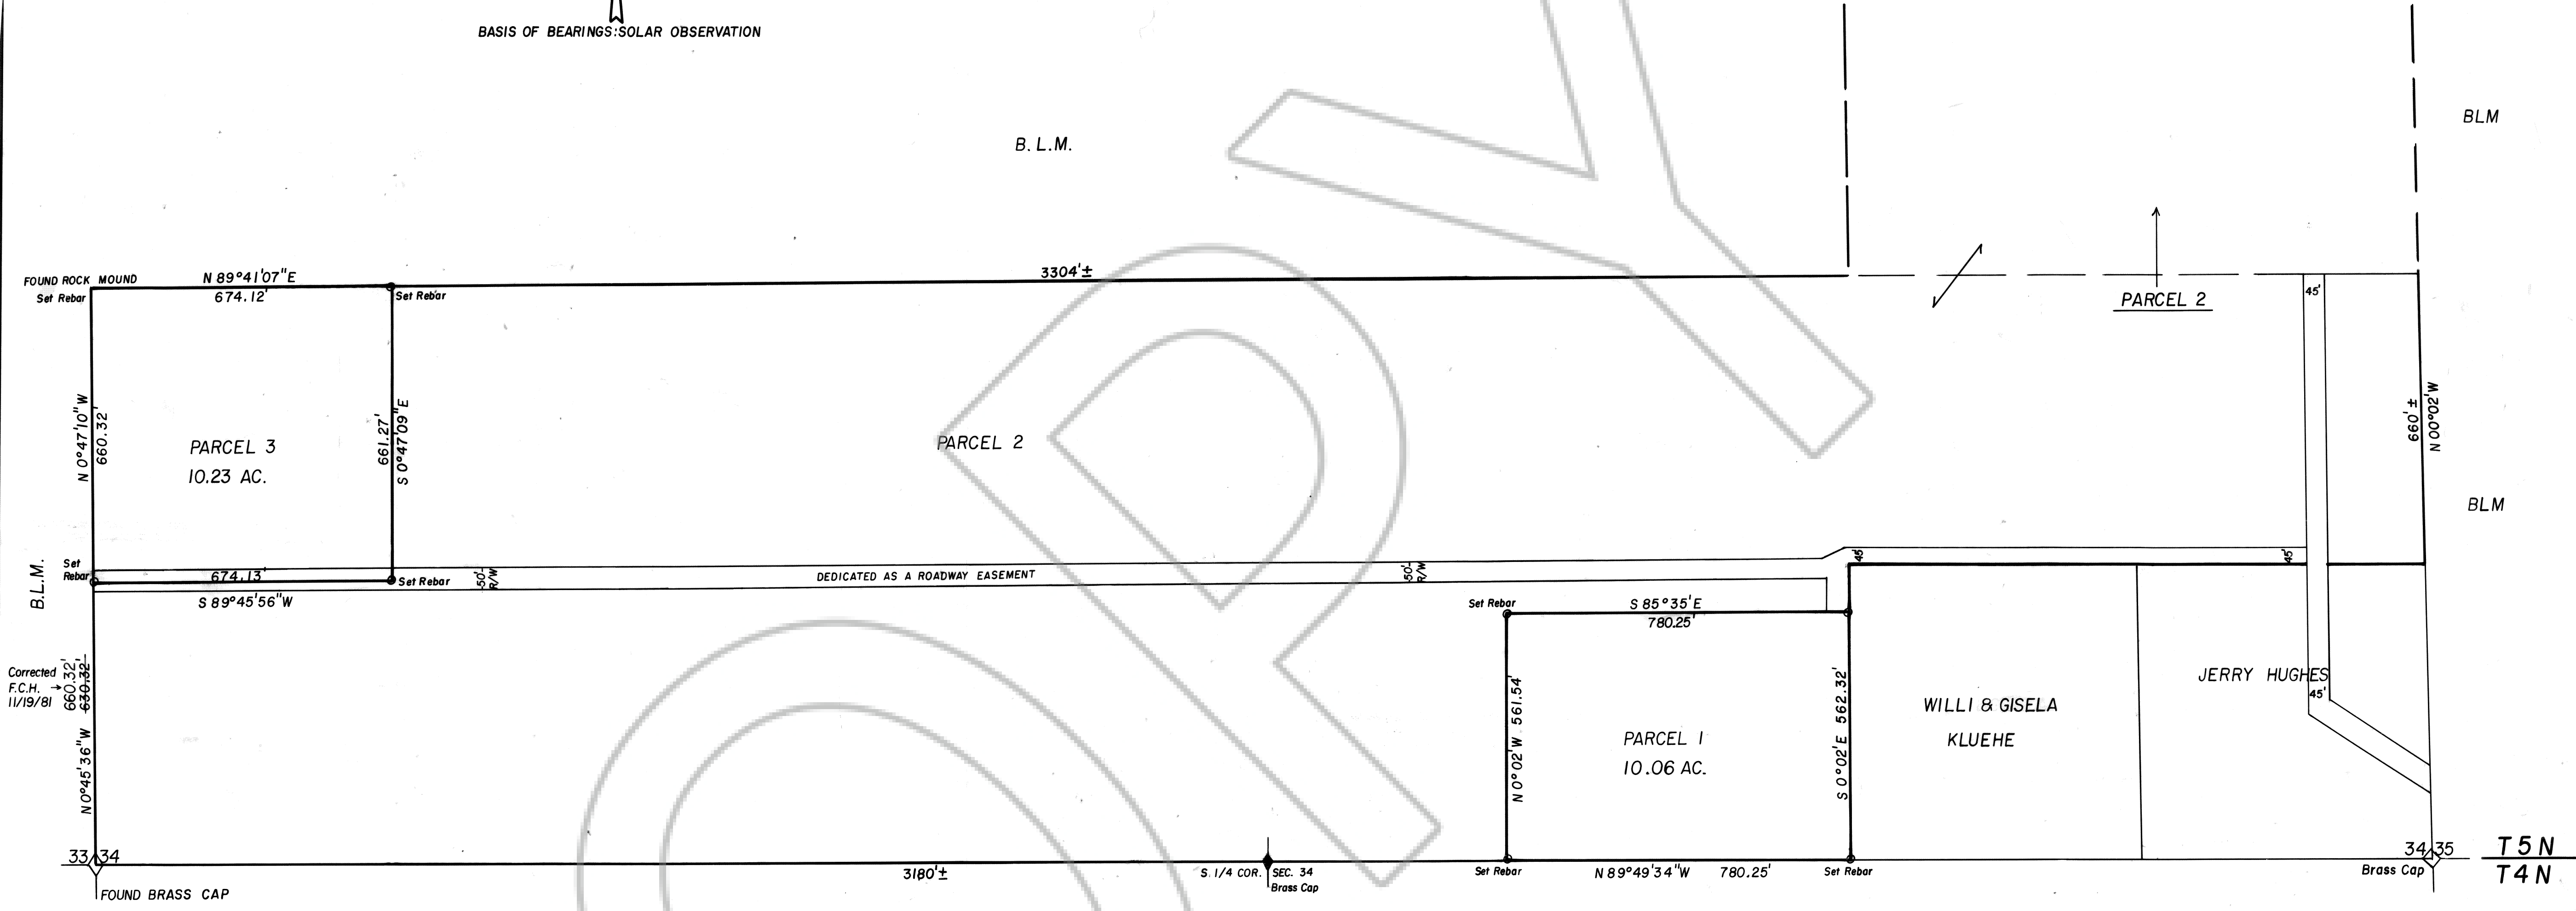 BASIS OF BEARINGS:SOLAR OBSERVATION
B.L.M.
BLM
FOUND ROCK MOUND
Set Rebar
N 89°41'07"E
674.12'
Set Rebar
3304'±
PARCEL 2
45'
N 0°47'10"W
660.32'
PARCEL 3
10.23 AC.
661.27'
S 0°47'09"E
PARCEL 2
660'±
N 00°02'W
BLM
B.L.M.
Set
Rebar
674.13'
Set Rebar
S 89°45'56"W
50'
R/W
DEDICATED AS A ROADWAY EASEMENT
50'
R/W
45'
45'
Set Rebar
S 85°35'E
780.25'
Corrected
F.C.H. →
11/19/81
660.32'
630.32'
N 0°45'36"W
N 0°02'W 561.54'
PARCEL 1
10.06 AC.
S 0°02'E 562.32'
WILLI & GISELA
KLUEHE
JERRY HUGHES
45'
33 34
FOUND BRASS CAP
3180'±
S. 1/4 COR. SEC. 34
Brass Cap
Set Rebar
N 89°49'34"W 780.25'
Set Rebar
34 35
Brass Cap
T5N
T4N
COPY